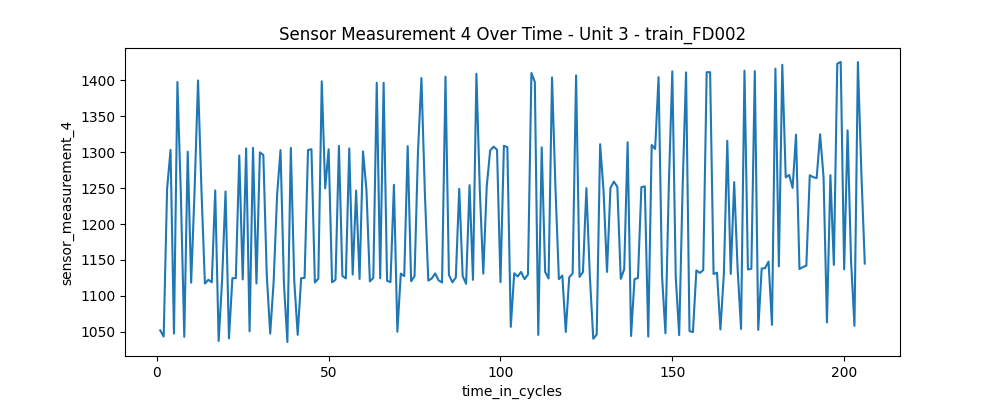 Sensor Measurement 4 Over Time - Unit 3 - train_FD002
1400
1350
1300
1250
1200
1150
1100
1050
sensor_measurement_4
0 50 100 150 200
time_in_cycles